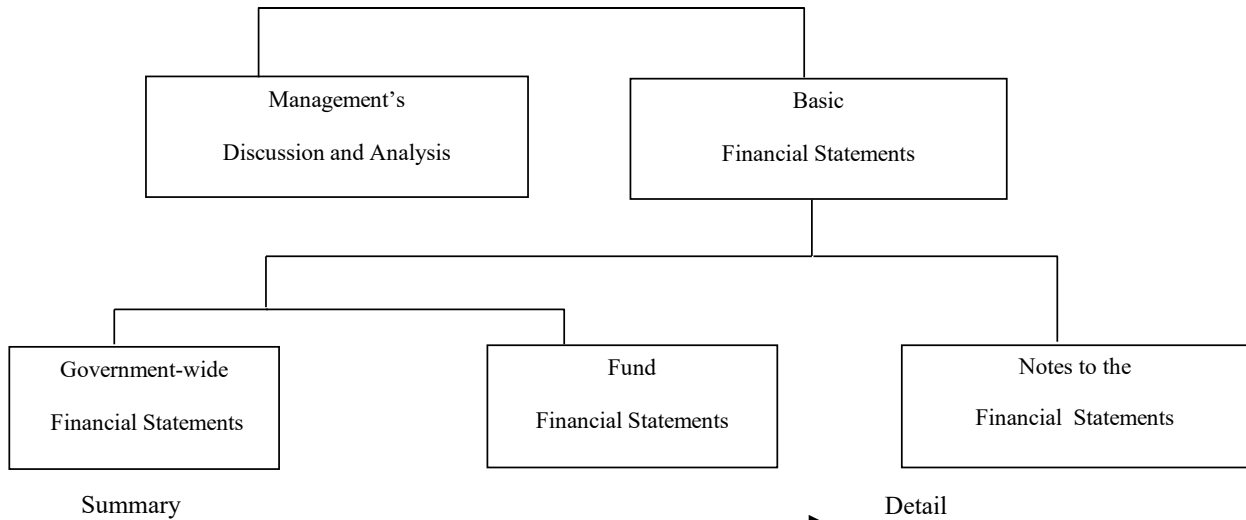 Management’s
Discussion and Analysis
Basic
Financial Statements
Government-wide
Financial Statements
Fund
Financial Statements
Notes to the
Financial Statements
Summary
Detail